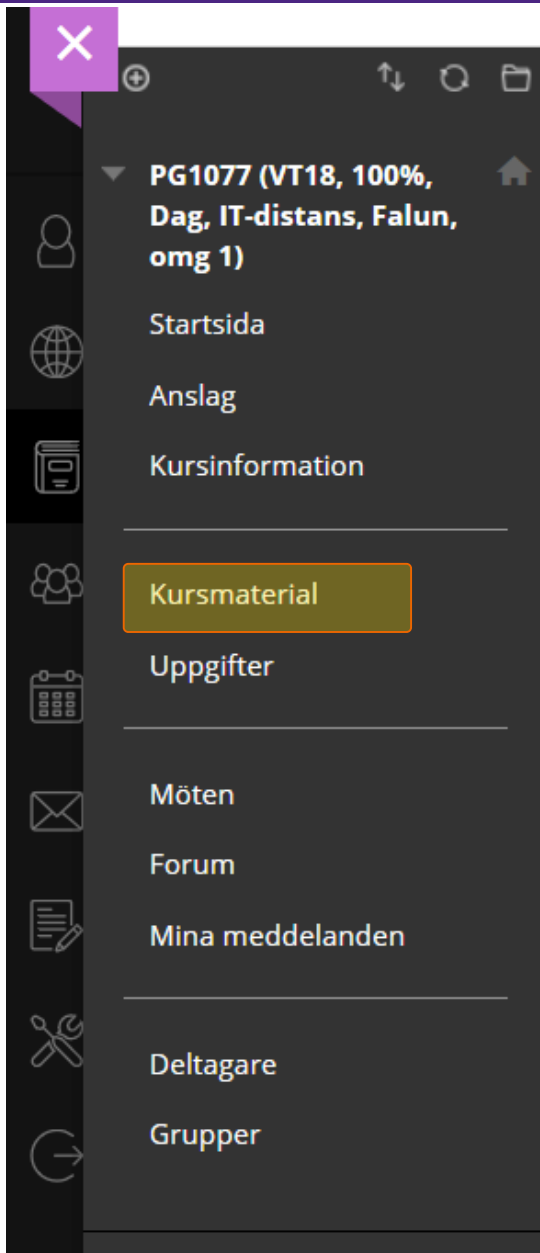 PG1077 (VT18, 100%,
Dag, IT-distans, Falun,
omg 1)
Startsida
Anslag
Kursinformation
Kursmaterial
Uppgifter
Möten
Forum
Mina meddelanden
Deltagare
Grupper